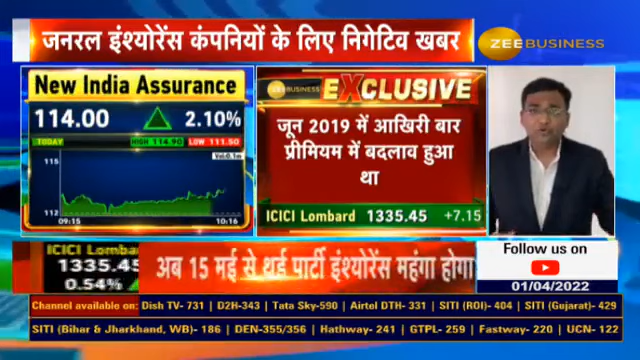 जनरल इंश्योरेंस कंपनियों के लिए निगेटिव खबर
ZEE BUSINESS
New India Assurance
114.00 2.10%
TODAY HIGH 114.90 LOW 111.50
Vol:0.1m
115
112
09:15 10:16
ZEE BUSINESS EXCLUSIVE
जून 2019 में आखिरी बार
प्रीमियम में बदलाव हुआ
था
ICICI Lombard 1335.45 +7.15
ICICI Lomba
1335.45
0.54%
अब 15 मई से थर्ड पार्टी इंश्योरेंस महंगा होगा
Follow us on
01/04/2022
Channel available on: Dish TV- 731 | D2H-343 | Tata Sky-590 | Airtel DTH- 331 | SITI (ROI)- 404 | SITI (Gujarat)- 429
SITI (Bihar & Jharkhand, WB)- 186 | DEN-355/356 | Hathway- 241 | GTPL- 259 | Fastway- 220 | UCN- 122